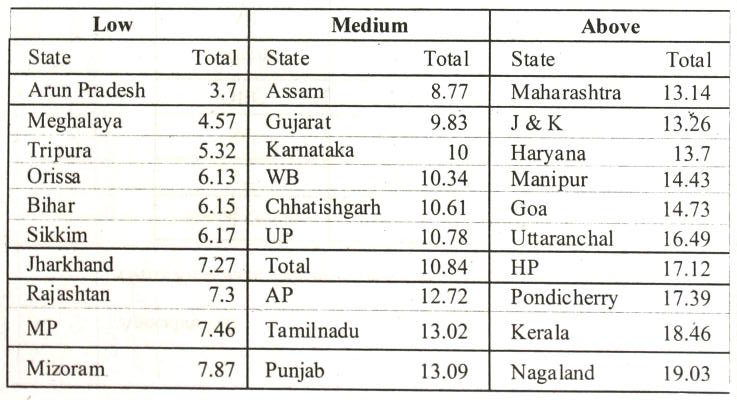 Low Medium Above
State Total State Total State Total
Arun Pradesh 3.7 Assam 8.77 Maharashtra 13.14
Meghalaya 4.57 Gujarat 9.83 J & K 13.26
Tripura 5.32 Karnataka 10 Haryana 13.7
Orissa 6.13 WB 10.34 Manipur 14.43
Bihar 6.15 Chhatishgarh 10.61 Goa 14.73
Sikkim 6.17 UP 10.78 Uttaranchal 16.49
Jharkhand 7.27 Total 10.84 HP 17.12
Rajashtan 7.3 AP 12.72 Pondicherry 17.39
MP 7.46 Tamilnadu 13.02 Kerala 18.46
Mizoram 7.87 Punjab 13.09 Nagaland 19.03